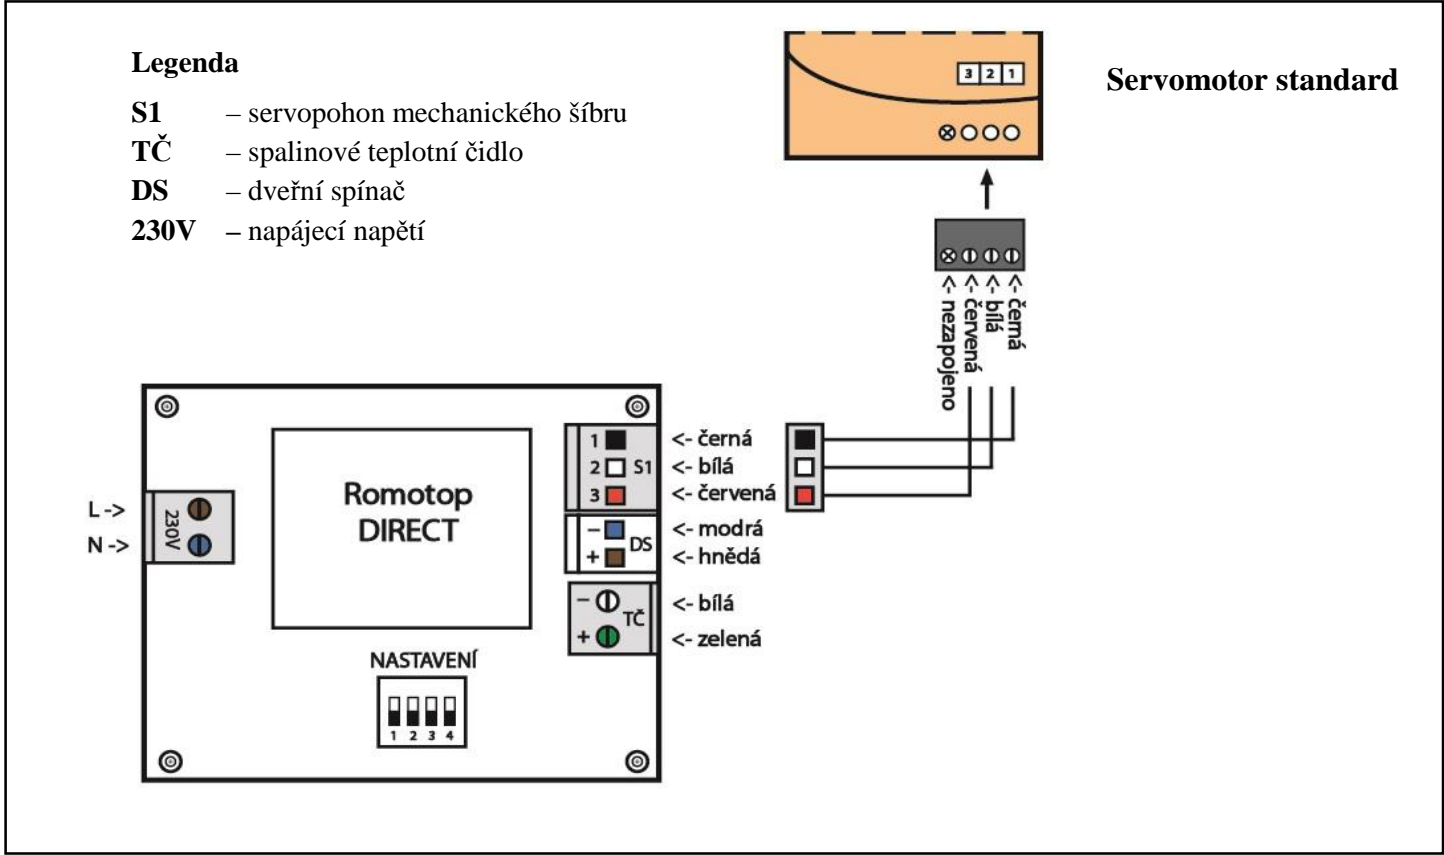 Legenda
S1 – servopohon mechanického šíbru
TČ – spalinové teplotní čidlo
DS – dveřní spínač
230V – napájecí napětí
3 2 1
Servomotor standard
<- nezapojeno
<- červená
<- bílá
<- černá
L ->
N ->
230V
Romotop
DIRECT
NASTAVENÍ
1 2 3 4
1 <- černá
2 S1 <- bílá
3 <- červená
– <- modrá
DS
+ <- hnědá
– <- bílá
TČ
+ <- zelená